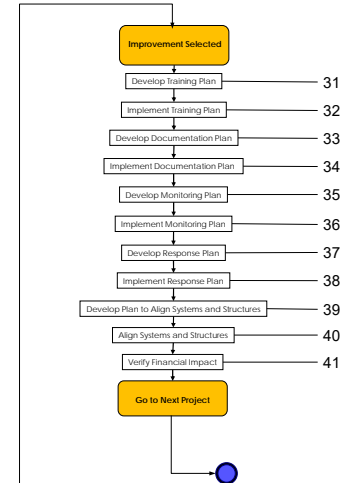 Improvement Selected
Develop Training Plan 31
Implement Training Plan 32
Develop Documentation Plan 33
Implement Documentation Plan 34
Develop Monitoring Plan 35
Implement Monitoring Plan 36
Develop Response Plan 37
Implement Response Plan 38
Develop Plan to Align Systems and Structures 39
Align Systems and Structures 40
Verify Financial Impact 41
Go to Next Project